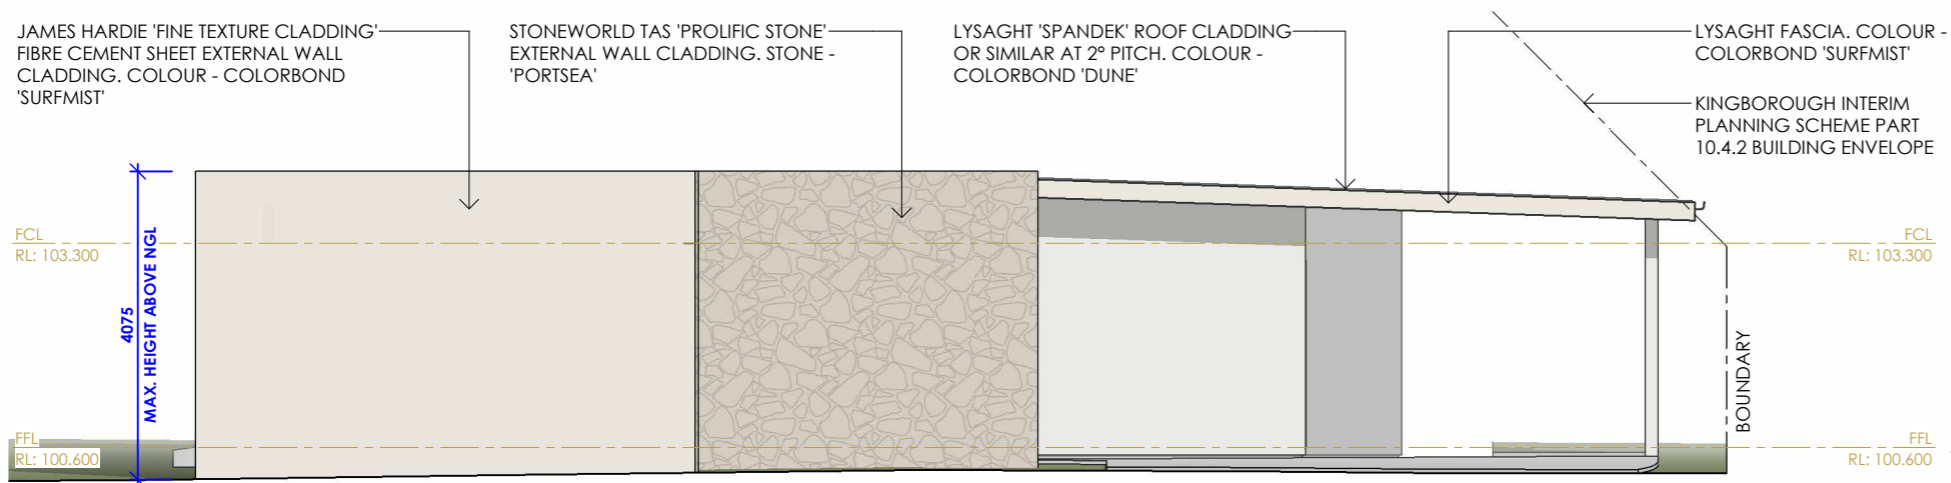 JAMES HARDIE 'FINE TEXTURE CLADDING'
FIBRE CEMENT SHEET EXTERNAL WALL
CLADDING. COLOUR - COLORBOND
'SURFMIST'
STONEWORLD TAS 'PROLIFIC STONE'
EXTERNAL WALL CLADDING. STONE -
'PORTSEA'
LYSAGHT 'SPANDEK' ROOF CLADDING
OR SIMILAR AT 2° PITCH. COLOUR -
COLORBOND 'DUNE'
LYSAGHT FASCIA. COLOUR -
COLORBOND 'SURFMIST'
KINGBOROUGH INTERIM
PLANNING SCHEME PART
10.4.2 BUILDING ENVELOPE
FCL
RL: 103.300
4075
MAX. HEIGHT ABOVE NGL
FFL
RL: 100.600
FCL
RL: 103.300
BOUNDARY
FFL
RL: 100.600